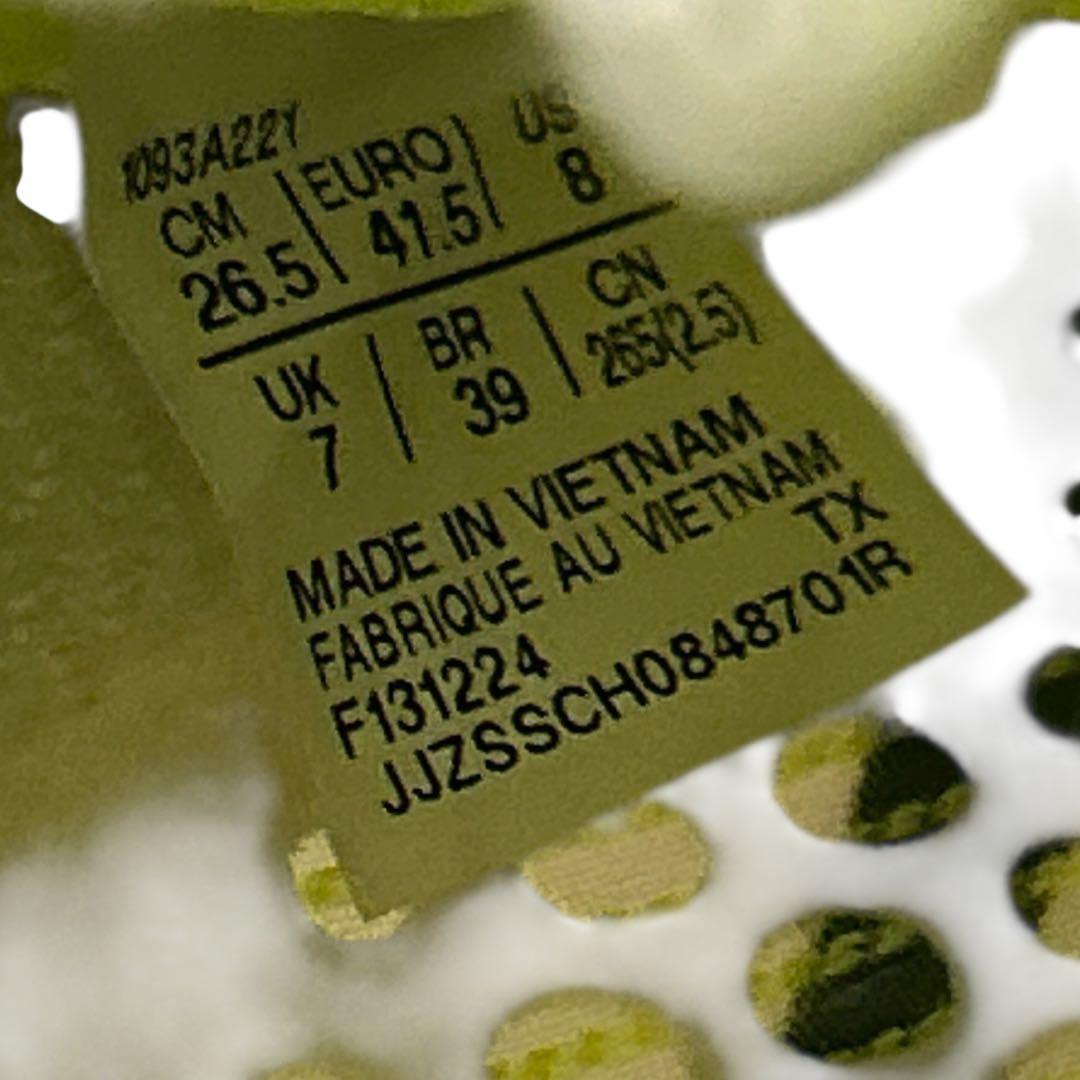 1093A22Y
CM EURO US
26.5 41.5 8
UK BR CN
7 39 265(2.5)
MADE IN VIETNAM
FABRIQUE AU VIETNAM
TX
F131224
JJZSSCH0848701R